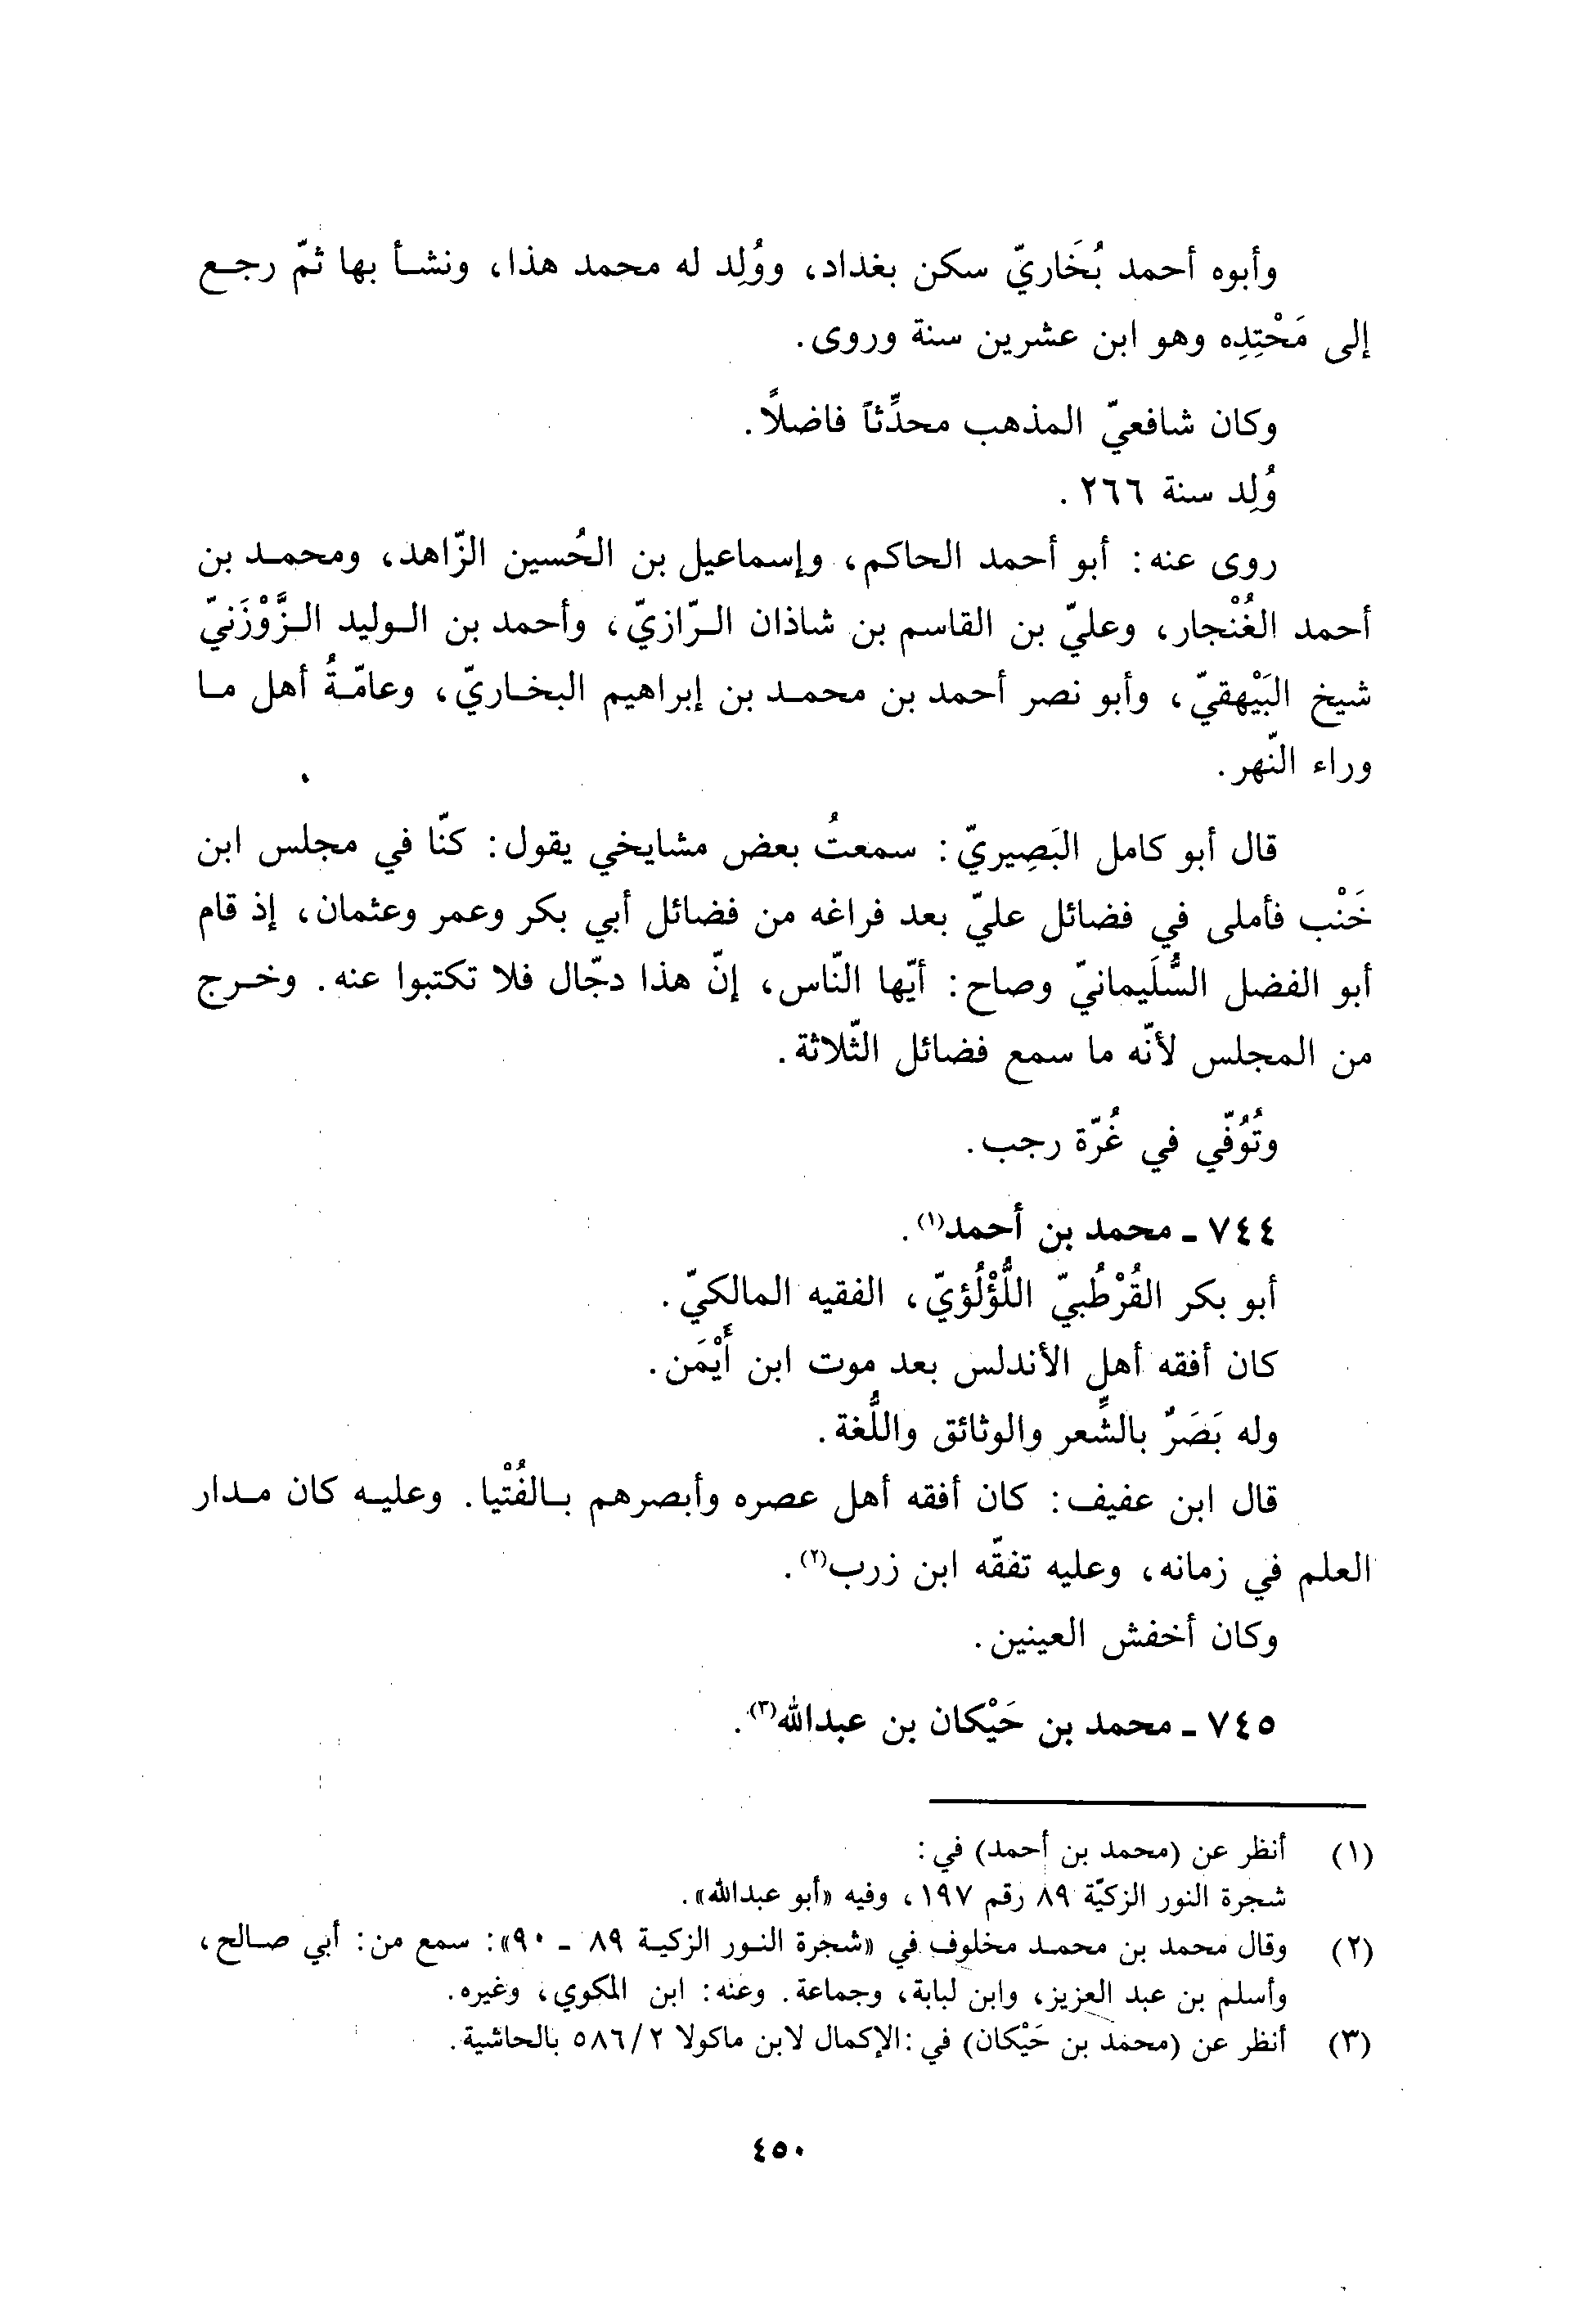 وأبوه أحمد بُخَاريّ سكن بغداد، ووُلِد له محمد هذا، ونشأ بها ثمّ رجع
إلى مَحْتِدِه وهو ابن عشرين سنة وروى.
وكان شافعيّ المذهب محدِّثاً فاضلاً.
وُلِد سنة ٢٦٦.
روى عنه: أبو أحمد الحاكم، وإسماعيل بن الحُسين الزّاهد، ومحمد بن
أحمد الغُنْجار، وعليّ بن القاسم بن شاذان الرّازيّ، وأحمد بن الوليد الزَّوْزَنيّ
شيخ البَيْهقيّ، وأبو نصر أحمد بن محمد بن إبراهيم البخاريّ، وعامّةُ أهل ما
وراء النّهر.
قال أبو كامل البَصِيريّ: سمعتُ بعض مشايخي يقول: كنّا في مجلس ابن
خَنْب فأملى في فضائل عليّ بعد فراغه من فضائل أبي بكر وعمر وعثمان، إذ قام
أبو الفضل السُّلَيمانيّ وصاح: أيّها النّاس، إنّ هذا دجّال فلا تكتبوا عنه. وخرج
من المجلس لأنّه ما سمع فضائل الثّلاثة.
وتُوُفّي في غُرّة رجب.
٧٤٤ ـ محمد بن أحمد(١).
أبو بكر القُرْطُبيّ اللُّؤْلُؤيّ، الفقيه المالكيّ.
كان أفقه أهل الأندلس بعد موت ابن أَيْمَن.
وله بَصَرٌ بالشِّعر والوثائق واللُّغة.
قال ابن عفيف: كان أفقه أهل عصره وأبصرهم بالفُتْيا. وعليه كان مدار
العلم في زمانه، وعليه تفقّه ابن زرب(٢).
وكان أخفش العينين.
٧٤٥ ـ محمد بن حَيْكان بن عبدالله(٣).
(١) أنظر عن (محمد بن أحمد) في:
شجرة النور الزكيّة ٨٩ رقم ١٩٧، وفيه «أبو عبدالله».
(٢) وقال محمد بن محمد مخلوف في «شجرة النور الزكية ٨٩ ـ ٩٠»: سمع من: أبي صالح،
وأسلم بن عبد العزيز، وابن لبابة، وجماعة. وعنه: ابن المكوي، وغيره.
(٣) أنظر عن (محمد بن حَيْكان) في: الإكمال لابن ماكولا ٥٨٦/٢ بالحاشية.
٤٥٠